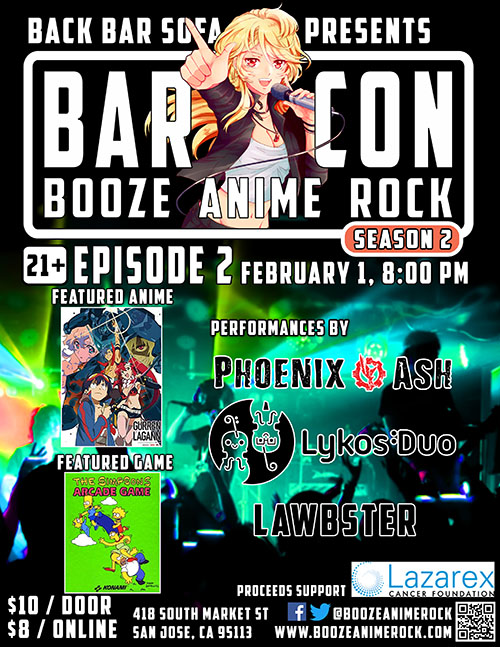 BACK BAR SOFA PRESENTS
BAR CON
BOOZE ANIME ROCK
SEASON 2
21+ EPISODE 2 FEBRUARY 1, 8:00 PM
FEATURED ANIME
GURREN
LAGANN
FEATURED GAME
THE SIMPSONS
ARCADE GAME
KONAMI
PERFORMANCES BY
PHOENIX ASH
Lykos:Duo
LAWBSTER
PROCEEDS SUPPORT
Lazarex
CANCER FOUNDATION
$10 / DOOR
$8 / ONLINE
418 SOUTH MARKET ST
SAN JOSE, CA 95113
@BOOZEANIMEROCK
WWW.BOOZEANIMEROCK.COM